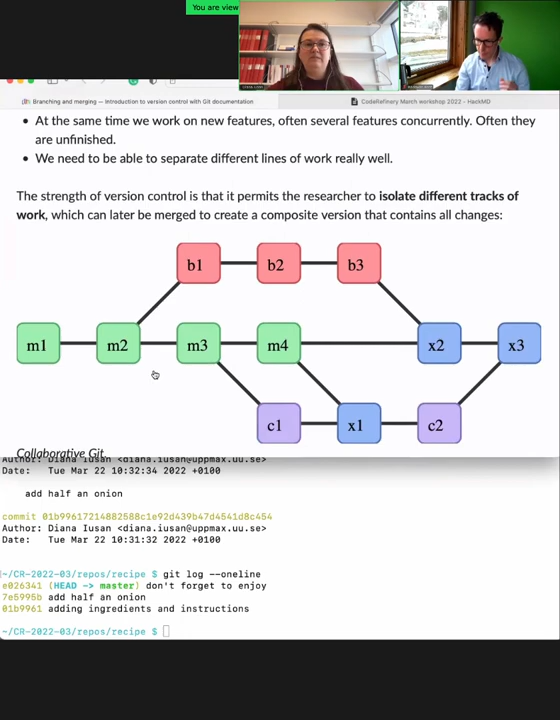 You are view
Branching and merging — Introduction to version control with Git documentation
CodeRefinery March workshop 2022 - HackMD
• At the same time we work on new features, often several features concurrently. Often they
are unfinished.
• We need to be able to separate different lines of work really well.
The strength of version control is that it permits the researcher to isolate different tracks of
work, which can later be merged to create a composite version that contains all changes:
b1 b2 b3
m1 m2 m3 m4 x2 x3
c1 x1 c2
Collaborative Git.
Author: Diana Iusan <diana.iusan@uppmax.uu.se>
Date: Tue Mar 22 10:32:34 2022 +0100
add half an onion
commit 01b99617214882588c1e92d439b47d4541d8c454
Author: Diana Iusan <diana.iusan@uppmax.uu.se>
Date: Tue Mar 22 10:31:32 2022 +0100
~/CR-2022-03/repos/recipe $ git log --oneline
e026341 (HEAD -> master) don't forget to enjoy
7e5995b add half an onion
01b9961 adding ingredients and instructions
~/CR-2022-03/repos/recipe $